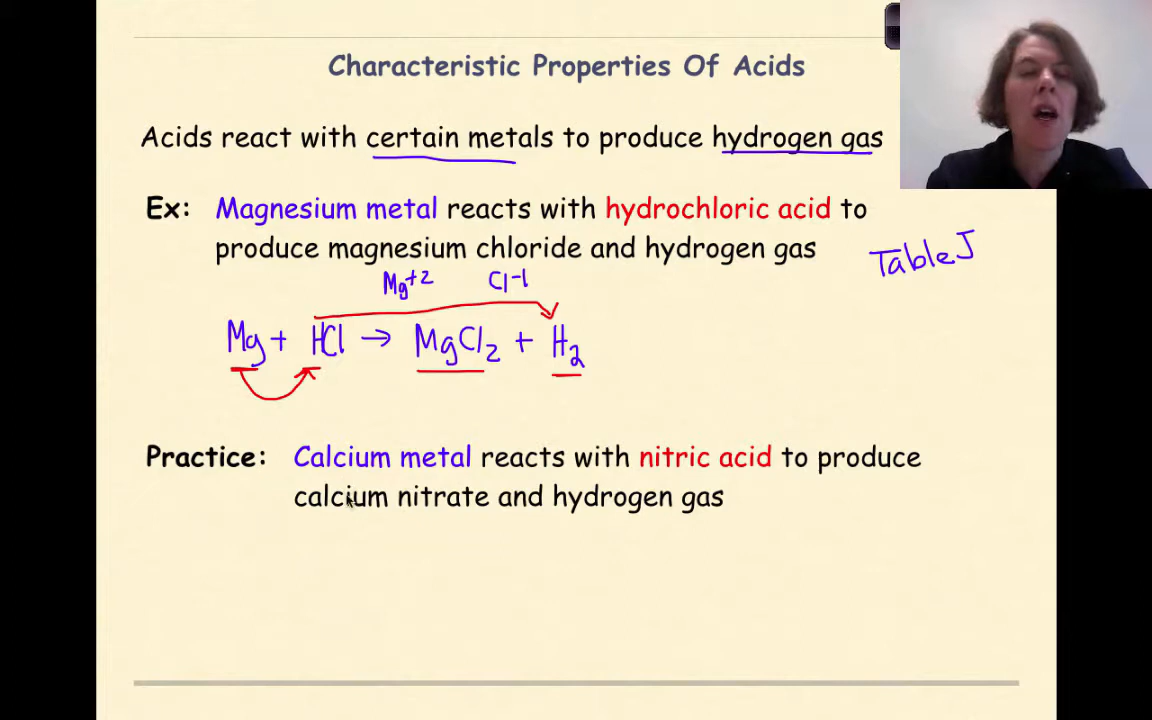 Characteristic Properties Of Acids
Acids react with certain metals to produce hydrogen gas
Ex: Magnesium metal reacts with hydrochloric acid to
produce magnesium chloride and hydrogen gas
Table J
Mg+2 Cl-1
Mg + HCl → MgCl2 + H2
Practice: Calcium metal reacts with nitric acid to produce
calcium nitrate and hydrogen gas